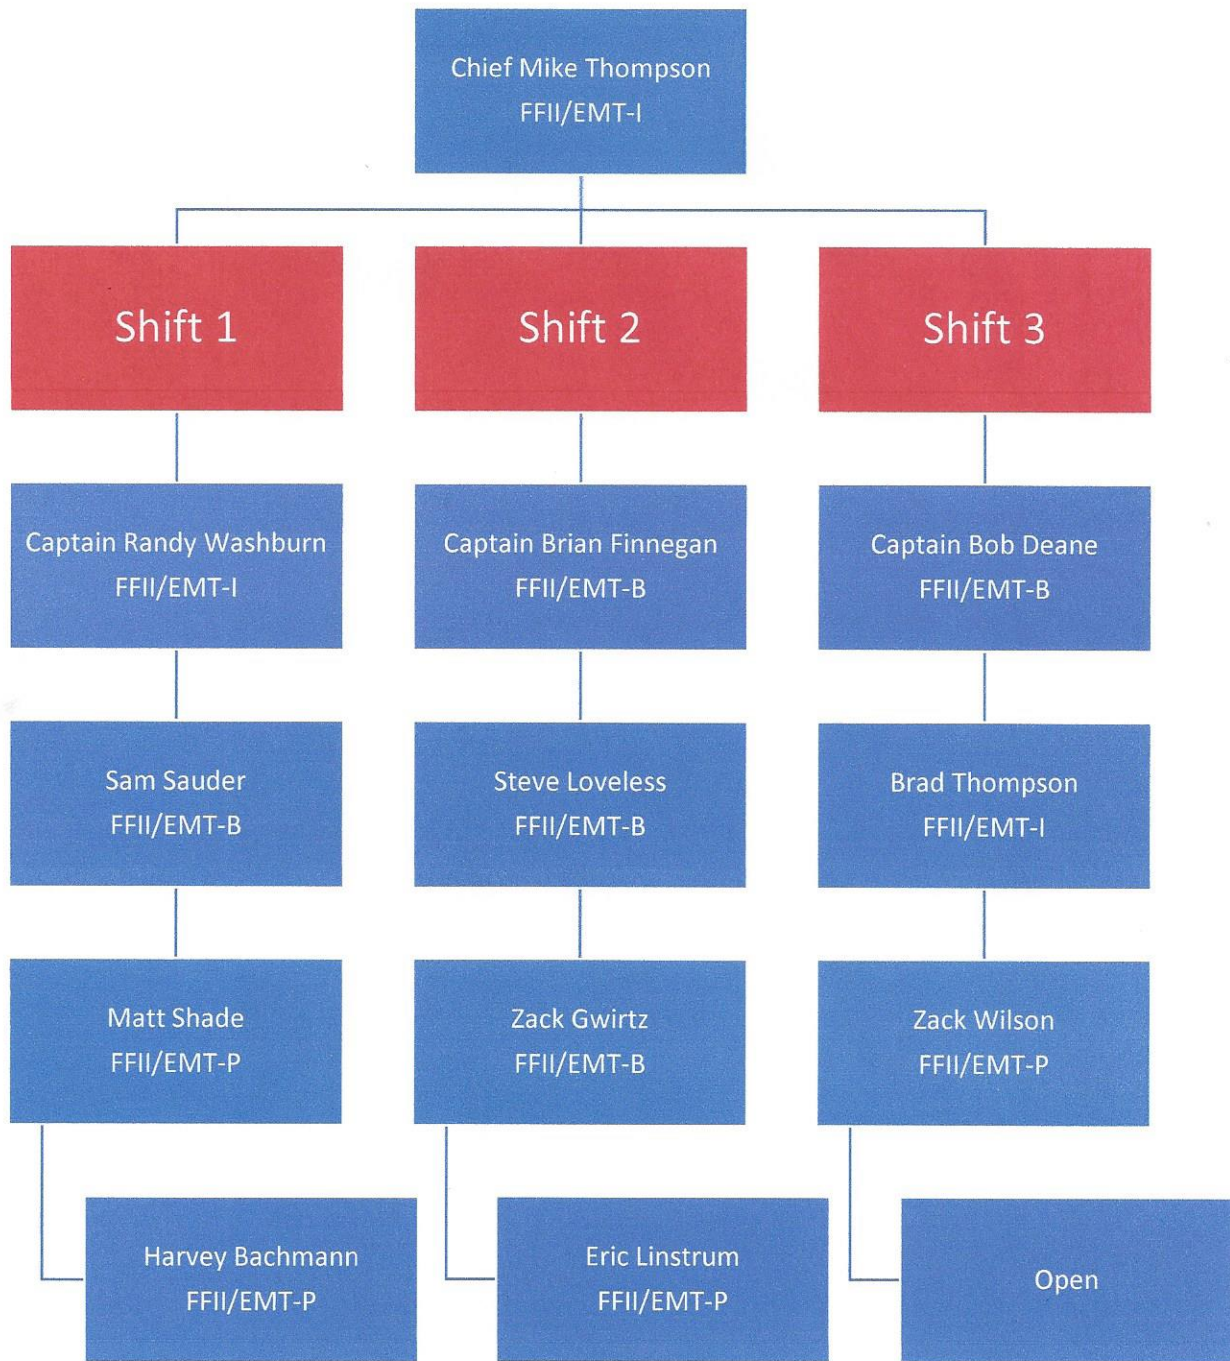 Chief Mike Thompson
FFII/EMT-I
Shift 1
Shift 2
Shift 3
Captain Randy Washburn
FFII/EMT-I
Captain Brian Finnegan
FFII/EMT-B
Captain Bob Deane
FFII/EMT-B
Sam Sauder
FFII/EMT-B
Steve Loveless
FFII/EMT-B
Brad Thompson
FFII/EMT-I
Matt Shade
FFII/EMT-P
Zack Gwirtz
FFII/EMT-B
Zack Wilson
FFII/EMT-P
Harvey Bachmann
FFII/EMT-P
Eric Linstrum
FFII/EMT-P
Open